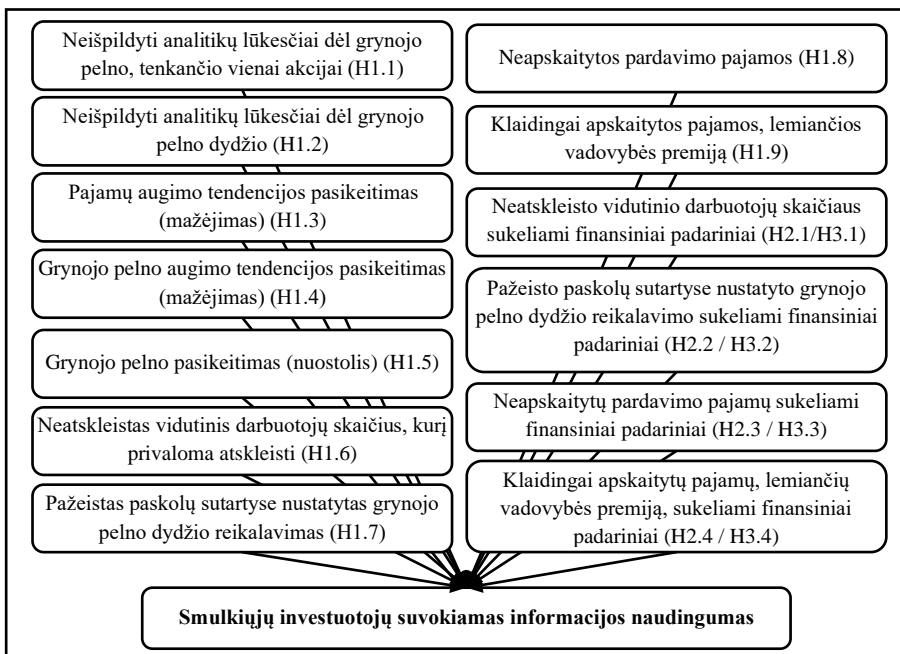 Neišpildyti analitikų lūkesčiai dėl grynojo
pelno, tenkančio vienai akcijai (H1.1)
Neišpildyti analitikų lūkesčiai dėl grynojo
pelno dydžio (H1.2)
Pajamų augimo tendencijos pasikeitimas
(mažėjimas) (H1.3)
Grynojo pelno augimo tendencijos pasikeitimas
(mažėjimas) (H1.4)
Grynojo pelno pasikeitimas (nuostolis) (H1.5)
Neatskleistas vidutinis darbuotojų skaičius, kurį
privaloma atskleisti (H1.6)
Pažeistas paskolų sutartyse nustatytas grynojo
pelno dydžio reikalavimas (H1.7)
Neapskaitytos pardavimo pajamos (H1.8)
Klaidingai apskaitytos pajamos, lemiančios
vadovybės premiją (H1.9)
Neatskleisto vidutinio darbuotojų skaičiaus
sukeliami finansiniai padariniai (H2.1/H3.1)
Pažeisto paskolų sutartyse nustatyto grynojo
pelno dydžio reikalavimo sukeliami finansiniai
padariniai (H2.2 / H3.2)
Neapskaitytų pardavimo pajamų sukeliami
finansiniai padariniai (H2.3 / H3.3)
Klaidingai apskaitytų pajamų, lemiančių
vadovybės premiją, sukeliami finansiniai
padariniai (H2.4 / H3.4)
Smulkiųjų investuotojų suvokiamas informacijos naudingumas